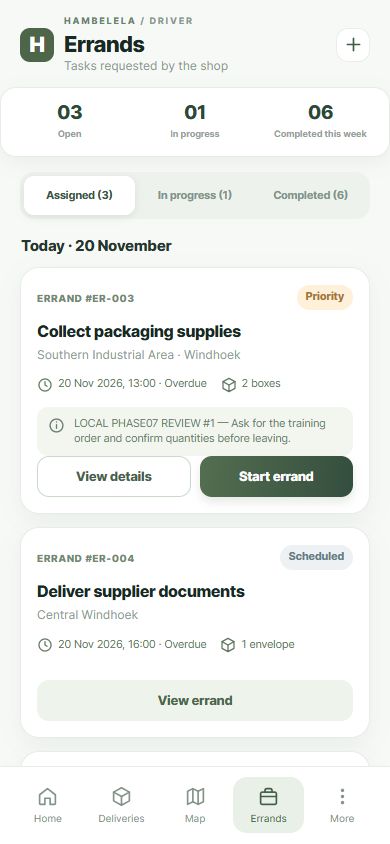 HAMBELELA / DRIVER
H
Errands
Tasks requested by the shop
03
Open
01
In progress
06
Completed this week
Assigned (3)
In progress (1)
Completed (6)
Today · 20 November
ERRAND #ER-003
Priority
Collect packaging supplies
Southern Industrial Area · Windhoek
20 Nov 2026, 13:00 · Overdue
2 boxes
LOCAL PHASE07 REVIEW #1 — Ask for the training
order and confirm quantities before leaving.
View details
Start errand
ERRAND #ER-004
Scheduled
Deliver supplier documents
Central Windhoek
20 Nov 2026, 16:00 · Overdue
1 envelope
View errand
Home
Deliveries
Map
Errands
More